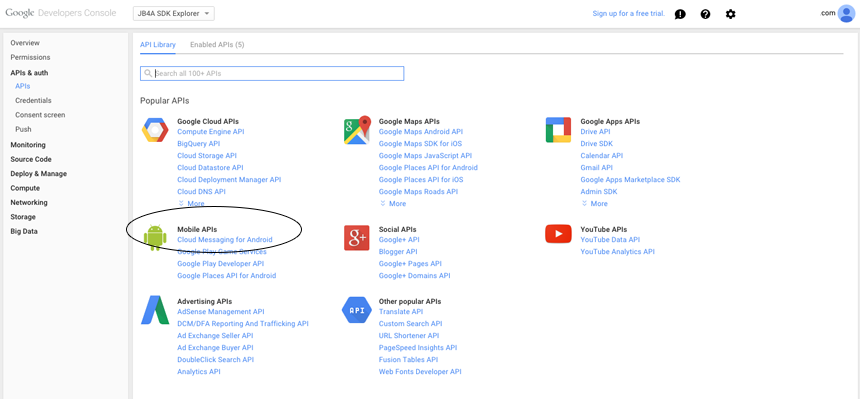 Google Developers Console
JB4A SDK Explorer
Sign up for a free trial.
.com
Overview
Permissions
APIs & auth
APIs
Credentials
Consent screen
Push
Monitoring
Source Code
Deploy & Manage
Compute
Networking
Storage
Big Data
API Library
Enabled APIs (5)
Search all 100+ APIs
Popular APIs
Google Cloud APIs
Compute Engine API
BigQuery API
Cloud Storage API
Cloud Datastore API
Cloud Deployment Manager API
Cloud DNS API
More
Google Maps APIs
Google Maps Android API
Google Maps SDK for iOS
Google Maps JavaScript API
Google Places API for Android
Google Places API for iOS
Google Maps Roads API
More
Google Apps APIs
Drive API
Drive SDK
Calendar API
Gmail API
Google Apps Marketplace SDK
Admin SDK
More
Mobile APIs
Cloud Messaging for Android
Google Play Game Services
Google Play Developer API
Google Places API for Android
Social APIs
Google+ API
Blogger API
Google+ Pages API
Google+ Domains API
YouTube APIs
YouTube Data API
YouTube Analytics API
Advertising APIs
AdSense Management API
DCM/DFA Reporting And Trafficking API
Ad Exchange Seller API
Ad Exchange Buyer API
DoubleClick Search API
Analytics API
API
Other popular APIs
Translate API
Custom Search API
URL Shortener API
PageSpeed Insights API
Fusion Tables API
Web Fonts Developer API